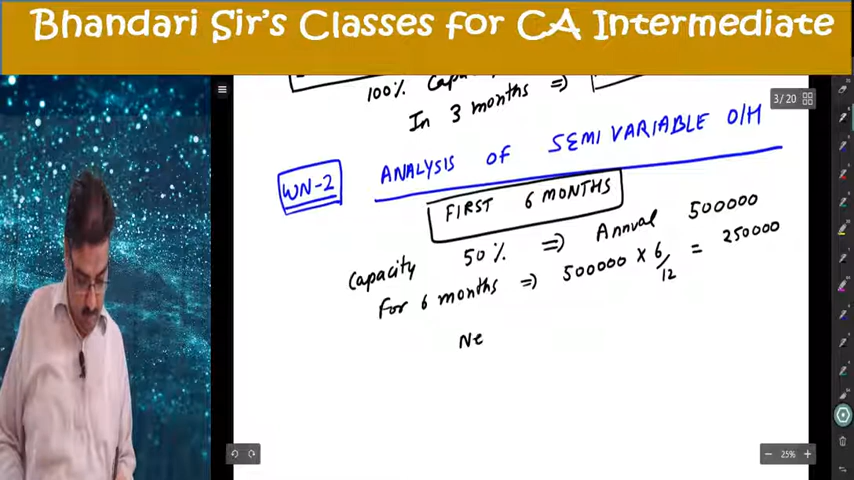 Bhandari Sir's Classes for CA Intermediate
100% Capa
In 3 months ⇒
3/20
WN-2 ANALYSIS OF SEMI VARIABLE O/H
FIRST 6 MONTHS
Capacity 50% ⇒ Annual 500000
For 6 months ⇒ 500000 × 6/12 = 250000
Ne
25%